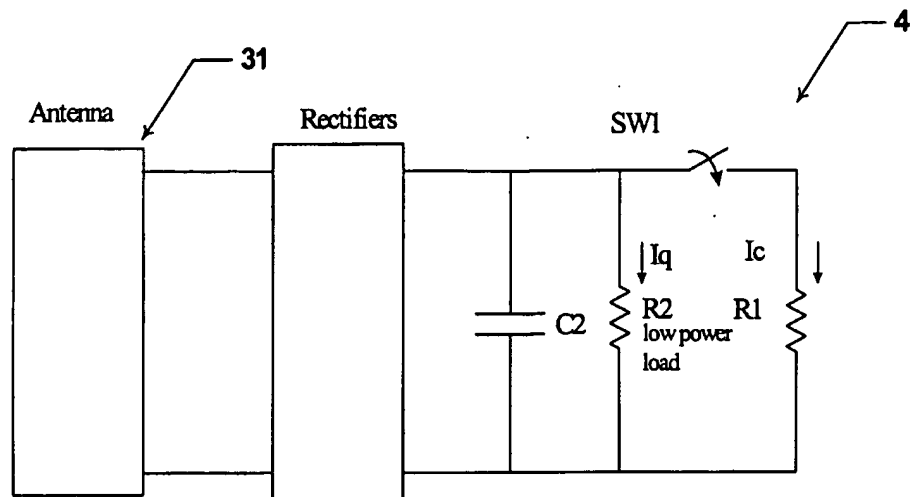 4
31
Antenna
Rectifiers
SW1
Iq
Ic
C2
R2
R1
low power
load